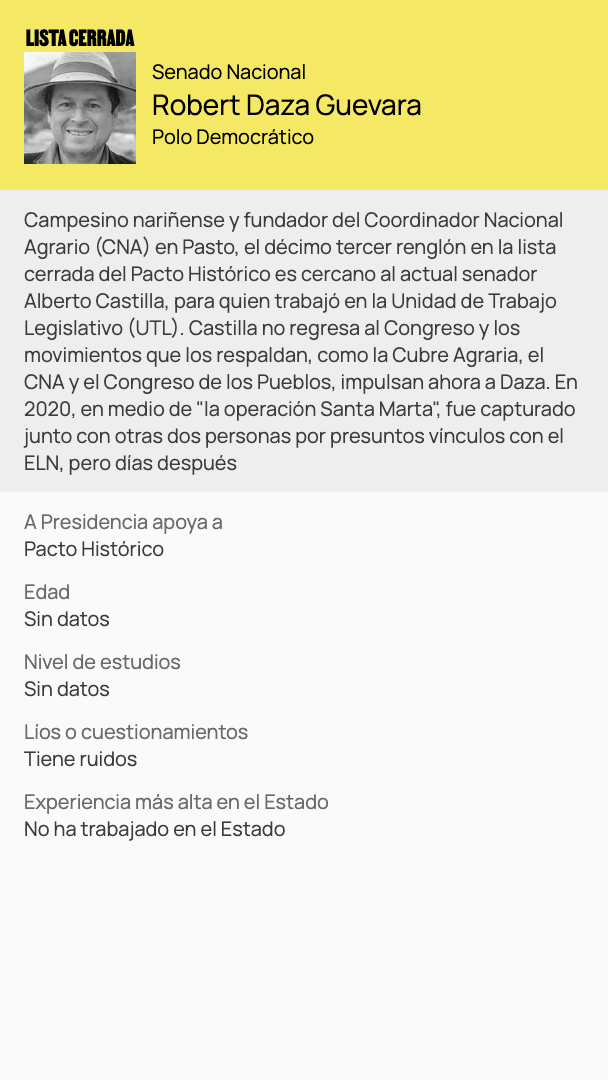 LISTA CERRADA
Senado Nacional
Robert Daza Guevara
Polo Democrático
Campesino nariñense y fundador del Coordinador Nacional
Agrario (CNA) en Pasto, el décimo tercer renglón en la lista
cerrada del Pacto Histórico es cercano al actual senador
Alberto Castilla, para quien trabajó en la Unidad de Trabajo
Legislativo (UTL). Castilla no regresa al Congreso y los
movimientos que los respaldan, como la Cubre Agraria, el
CNA y el Congreso de los Pueblos, impulsan ahora a Daza. En
2020, en medio de "la operación Santa Marta", fue capturado
junto con otras dos personas por presuntos vínculos con el
ELN, pero días después
A Presidencia apoya a
Pacto Histórico
Edad
Sin datos
Nivel de estudios
Sin datos
Líos o cuestionamientos
Tiene ruidos
Experiencia más alta en el Estado
No ha trabajado en el Estado